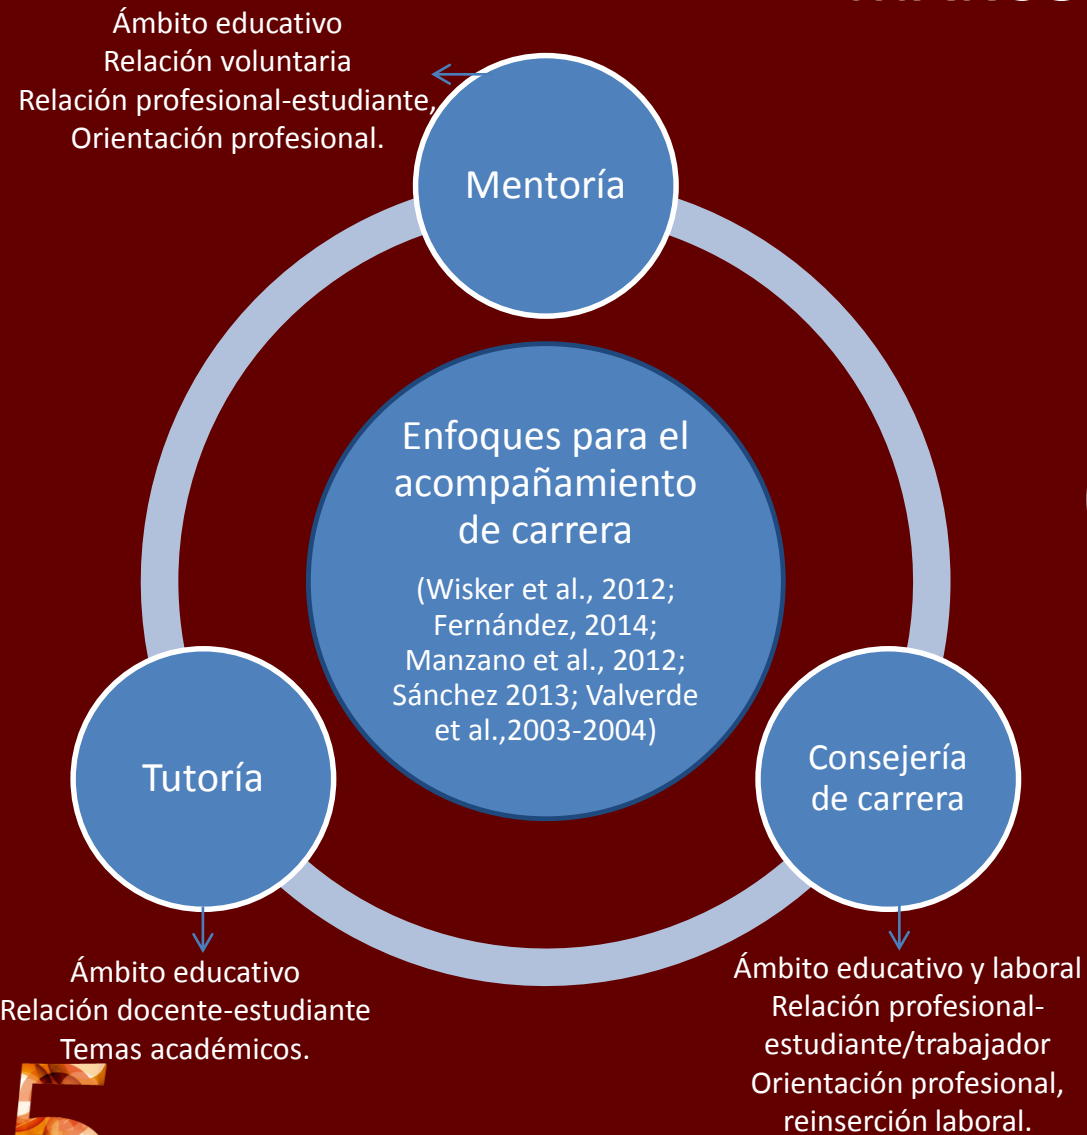 Ámbito educativo
Relación voluntaria
Relación profesional-estudiante,
Orientación profesional.
Mentoría
Enfoques para el
acompañamiento
de carrera
(Wisker et al., 2012;
Fernández, 2014;
Manzano et al., 2012;
Sánchez 2013; Valverde
et al.,2003-2004)
Tutoría
Consejería
de carrera
Ámbito educativo
Relación docente-estudiante
Temas académicos.
Ámbito educativo y laboral
Relación profesional-
estudiante/trabajador
Orientación profesional,
reinserción laboral.
5